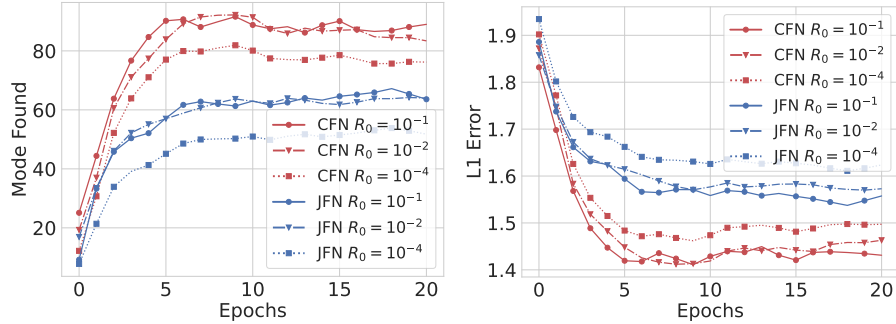 80
60
40
20
Mode Found
0
5
10
15
20
Epochs
CFN R₀ = 10⁻¹
CFN R₀ = 10⁻²
CFN R₀ = 10⁻⁴
JFN R₀ = 10⁻¹
JFN R₀ = 10⁻²
JFN R₀ = 10⁻⁴
1.9
1.8
1.7
1.6
1.5
1.4
L1 Error
0
5
10
15
20
Epochs
CFN R₀ = 10⁻¹
CFN R₀ = 10⁻²
CFN R₀ = 10⁻⁴
JFN R₀ = 10⁻¹
JFN R₀ = 10⁻²
JFN R₀ = 10⁻⁴